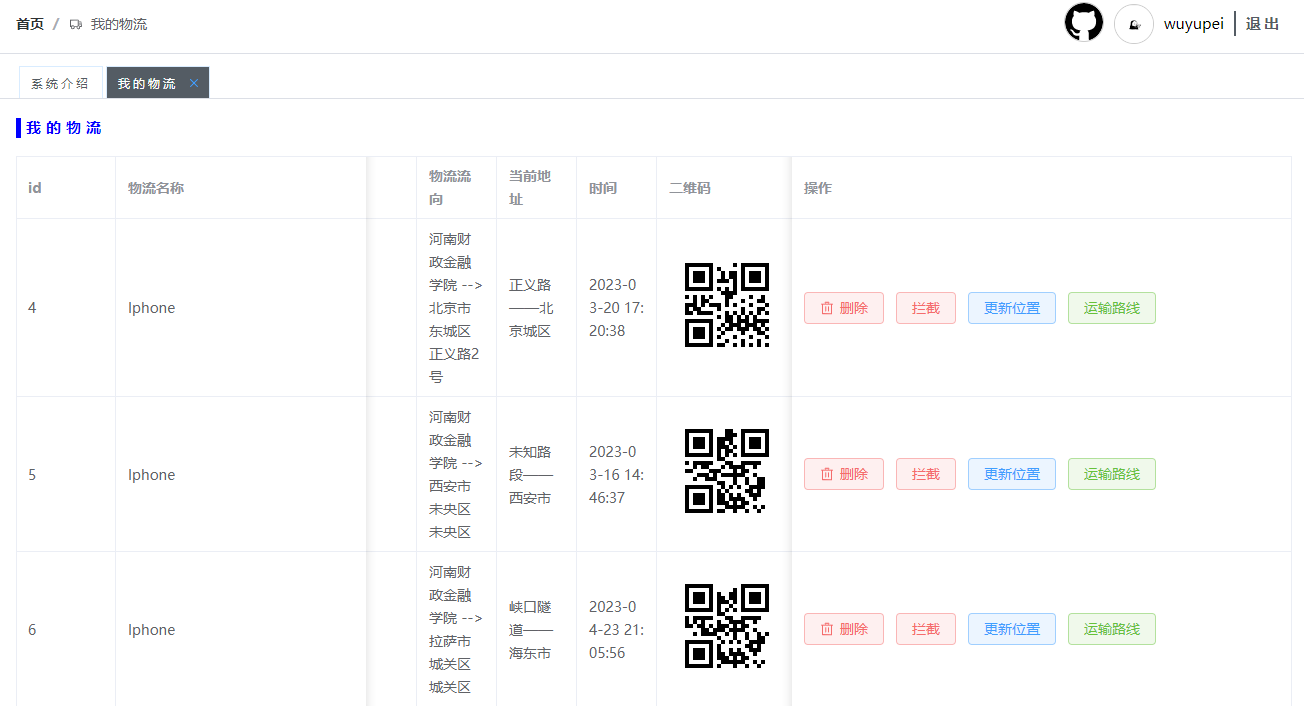 首页 / 我的物流
wuyupei 退出
系统介绍
我的物流
我的物流
id
物流名称
物流流
向
当前地
址
时间
二维码
操作
4
Iphone
河南财
政金融
学院 -->
北京市
东城区
正义路2
号
正义路
——北
京城区
2023-0
3-20 17:
20:38
删除
拦截
更新位置
运输路线
5
Iphone
河南财
政金融
学院 -->
西安市
未央区
未央区
未知路
段——
西安市
2023-0
3-16 14:
46:37
删除
拦截
更新位置
运输路线
6
Iphone
河南财
政金融
学院 -->
拉萨市
城关区
城关区
峡口隧
道——
海东市
2023-0
4-23 21:
05:56
删除
拦截
更新位置
运输路线